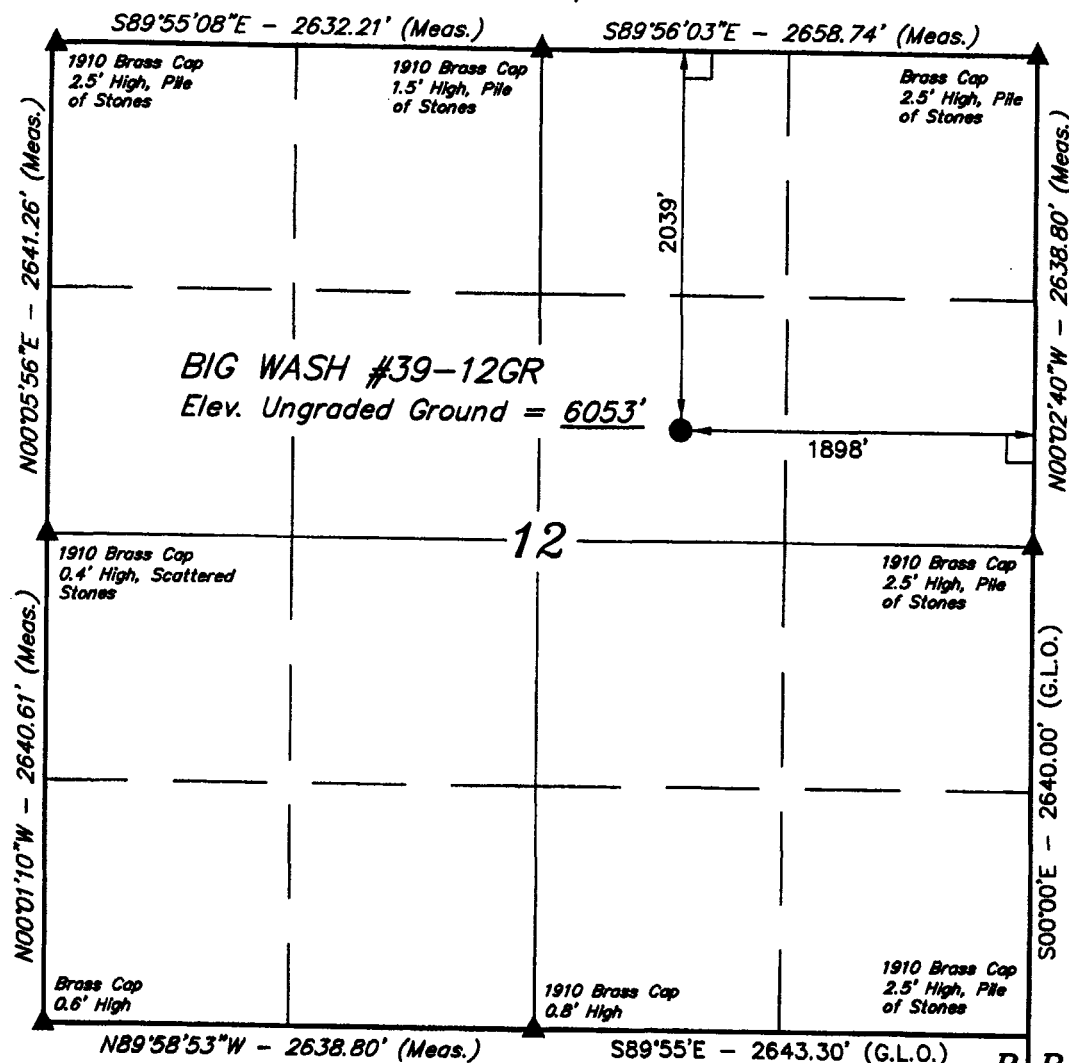 S89°55'08"E - 2632.21' (Meas.)
S89°56'03"E - 2658.74' (Meas.)
1910 Brass Cap
2.5' High, Pile
of Stones
1910 Brass Cap
1.5' High, Pile
of Stones
Brass Cap
2.5' High, Pile
of Stones
N00°05'56"E - 2641.26' (Meas.)
2039'
N00°02'40"W - 2638.80' (Meas.)
BIG WASH #39-12GR
Elev. Ungraded Ground = 6053'
1898'
12
1910 Brass Cap
0.4' High, Scattered
Stones
1910 Brass Cap
2.5' High, Pile
of Stones
N00°01'10"W - 2640.61' (Meas.)
S00°00'E - 2640.00' (G.L.O.)
Brass Cap
0.6' High
1910 Brass Cap
0.8' High
1910 Brass Cap
2.5' High, Pile
of Stones
N89°58'53"W - 2638.80' (Meas.)
S89°55'E - 2643.30' (G.L.O.)